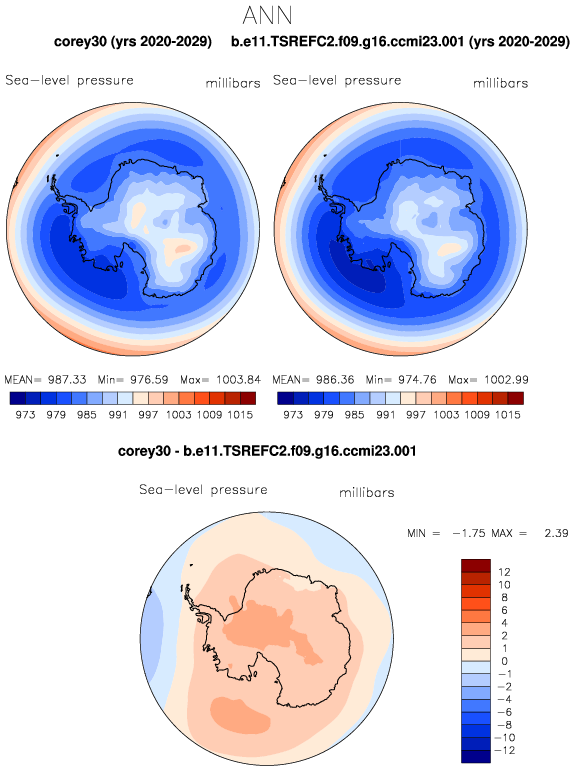 ANN
corey30 (yrs 2020-2029) b.e11.TSREFC2.f09.g16.ccmi23.001 (yrs 2020-2029)
Sea-level pressure millibars Sea-level pressure millibars
MEAN= 987.33 Min= 976.59 Max= 1003.84 MEAN= 986.36 Min= 974.76 Max= 1002.99
973 979 985 991 997 1003 1009 1015 973 979 985 991 997 1003 1009 1015
corey30 - b.e11.TSREFC2.f09.g16.ccmi23.001
Sea-level pressure millibars
MIN = -1.75 MAX = 2.39
12
10
8
6
4
2
1
0
-1
-2
-4
-6
-8
-10
-12